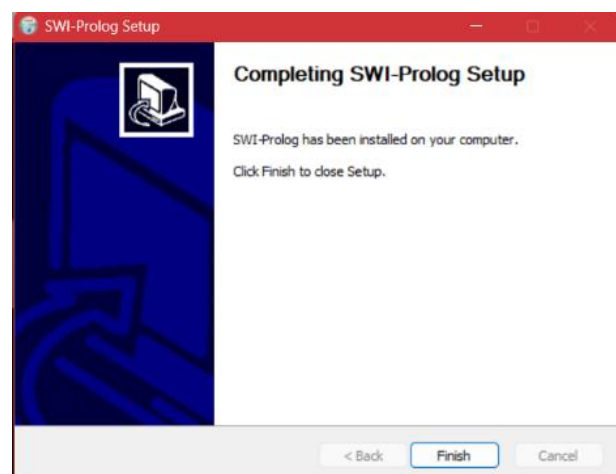 SWI-Prolog Setup
Completing SWI-Prolog Setup
SWI-Prolog has been installed on your computer.
Click Finish to close Setup.
< Back
Finish
Cancel